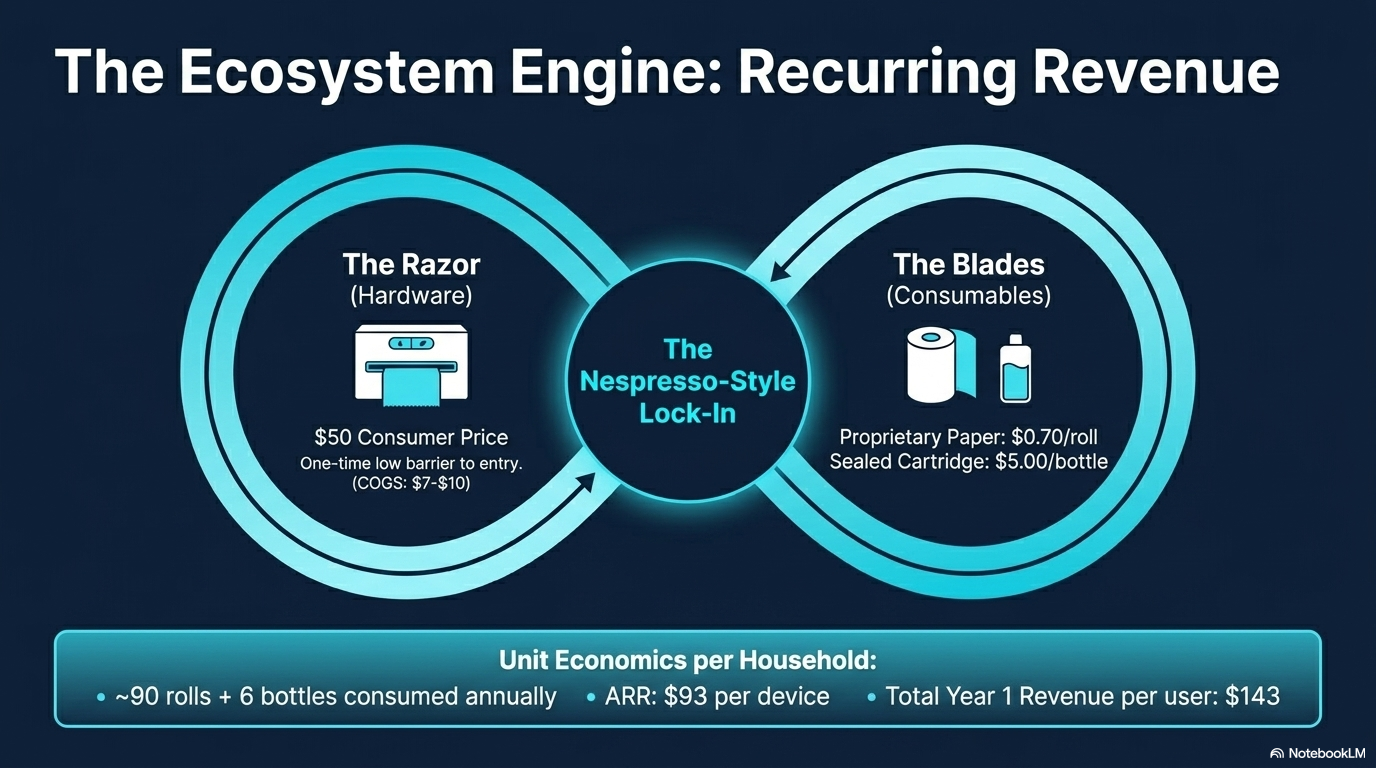 The Ecosystem Engine: Recurring Revenue
The Razor
(Hardware)
$50 Consumer Price
One-time low barrier to entry.
(COGS: $7-$10)
The
Nespresso-Style
Lock-In
The Blades
(Consumables)
Proprietary Paper: $0.70/roll
Sealed Cartridge: $5.00/bottle
Unit Economics per Household:
• ~90 rolls + 6 bottles consumed annually
• ARR: $93 per device
• Total Year 1 Revenue per user: $143
NotebookLM